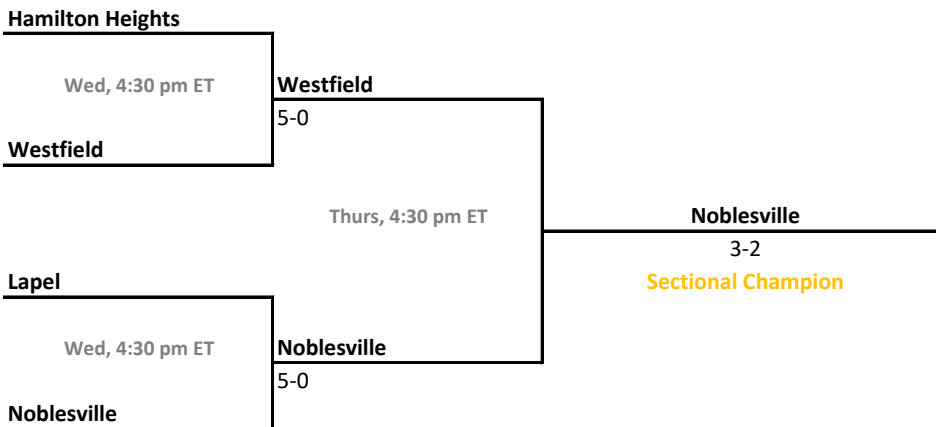 Hamilton Heights
Wed, 4:30 pm ET
Westfield
5-0
Westfield
Thurs, 4:30 pm ET
Noblesville
3-2
Sectional Champion
Lapel
Wed, 4:30 pm ET
Noblesville
5-0
Noblesville